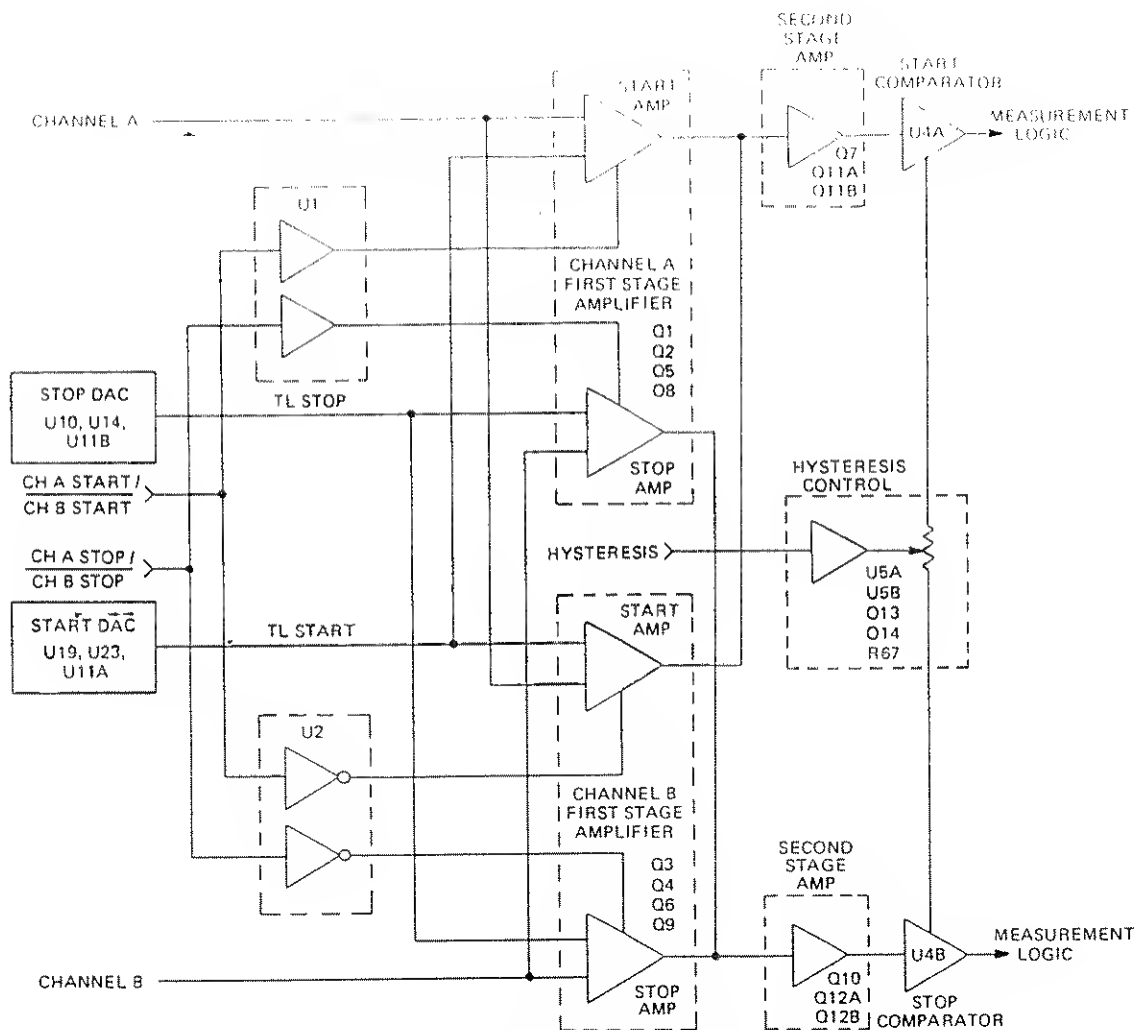 SECOND
STAGE
AMP
START
COMPARATOR
START
AMP
CHANNEL A
U4A
MEASUREMENT
LOGIC
Q7
Q11A
Q11B
U1
CHANNEL A
FIRST STAGE
AMPLIFIER
Q1
Q2
Q5
Q8
STOP DAC
U10, U14,
U11B
TL STOP
STOP
AMP
HYSTERESIS
CONTROL
CH A START /
CH B START
HYSTERESIS
U5A
U5B
Q13
Q14
R67
CH A STOP /
CH B STOP
START DAC
U19, U23,
U11A
TL START
START AMP
U2
CHANNEL B
FIRST STAGE
AMPLIFIER
Q3
Q4
Q6
Q9
SECOND
STAGE
AMP
CHANNEL B
STOP
AMP
Q10
Q12A
Q12B
U4B
MEASUREMENT
LOGIC
STOP
COMPARATOR